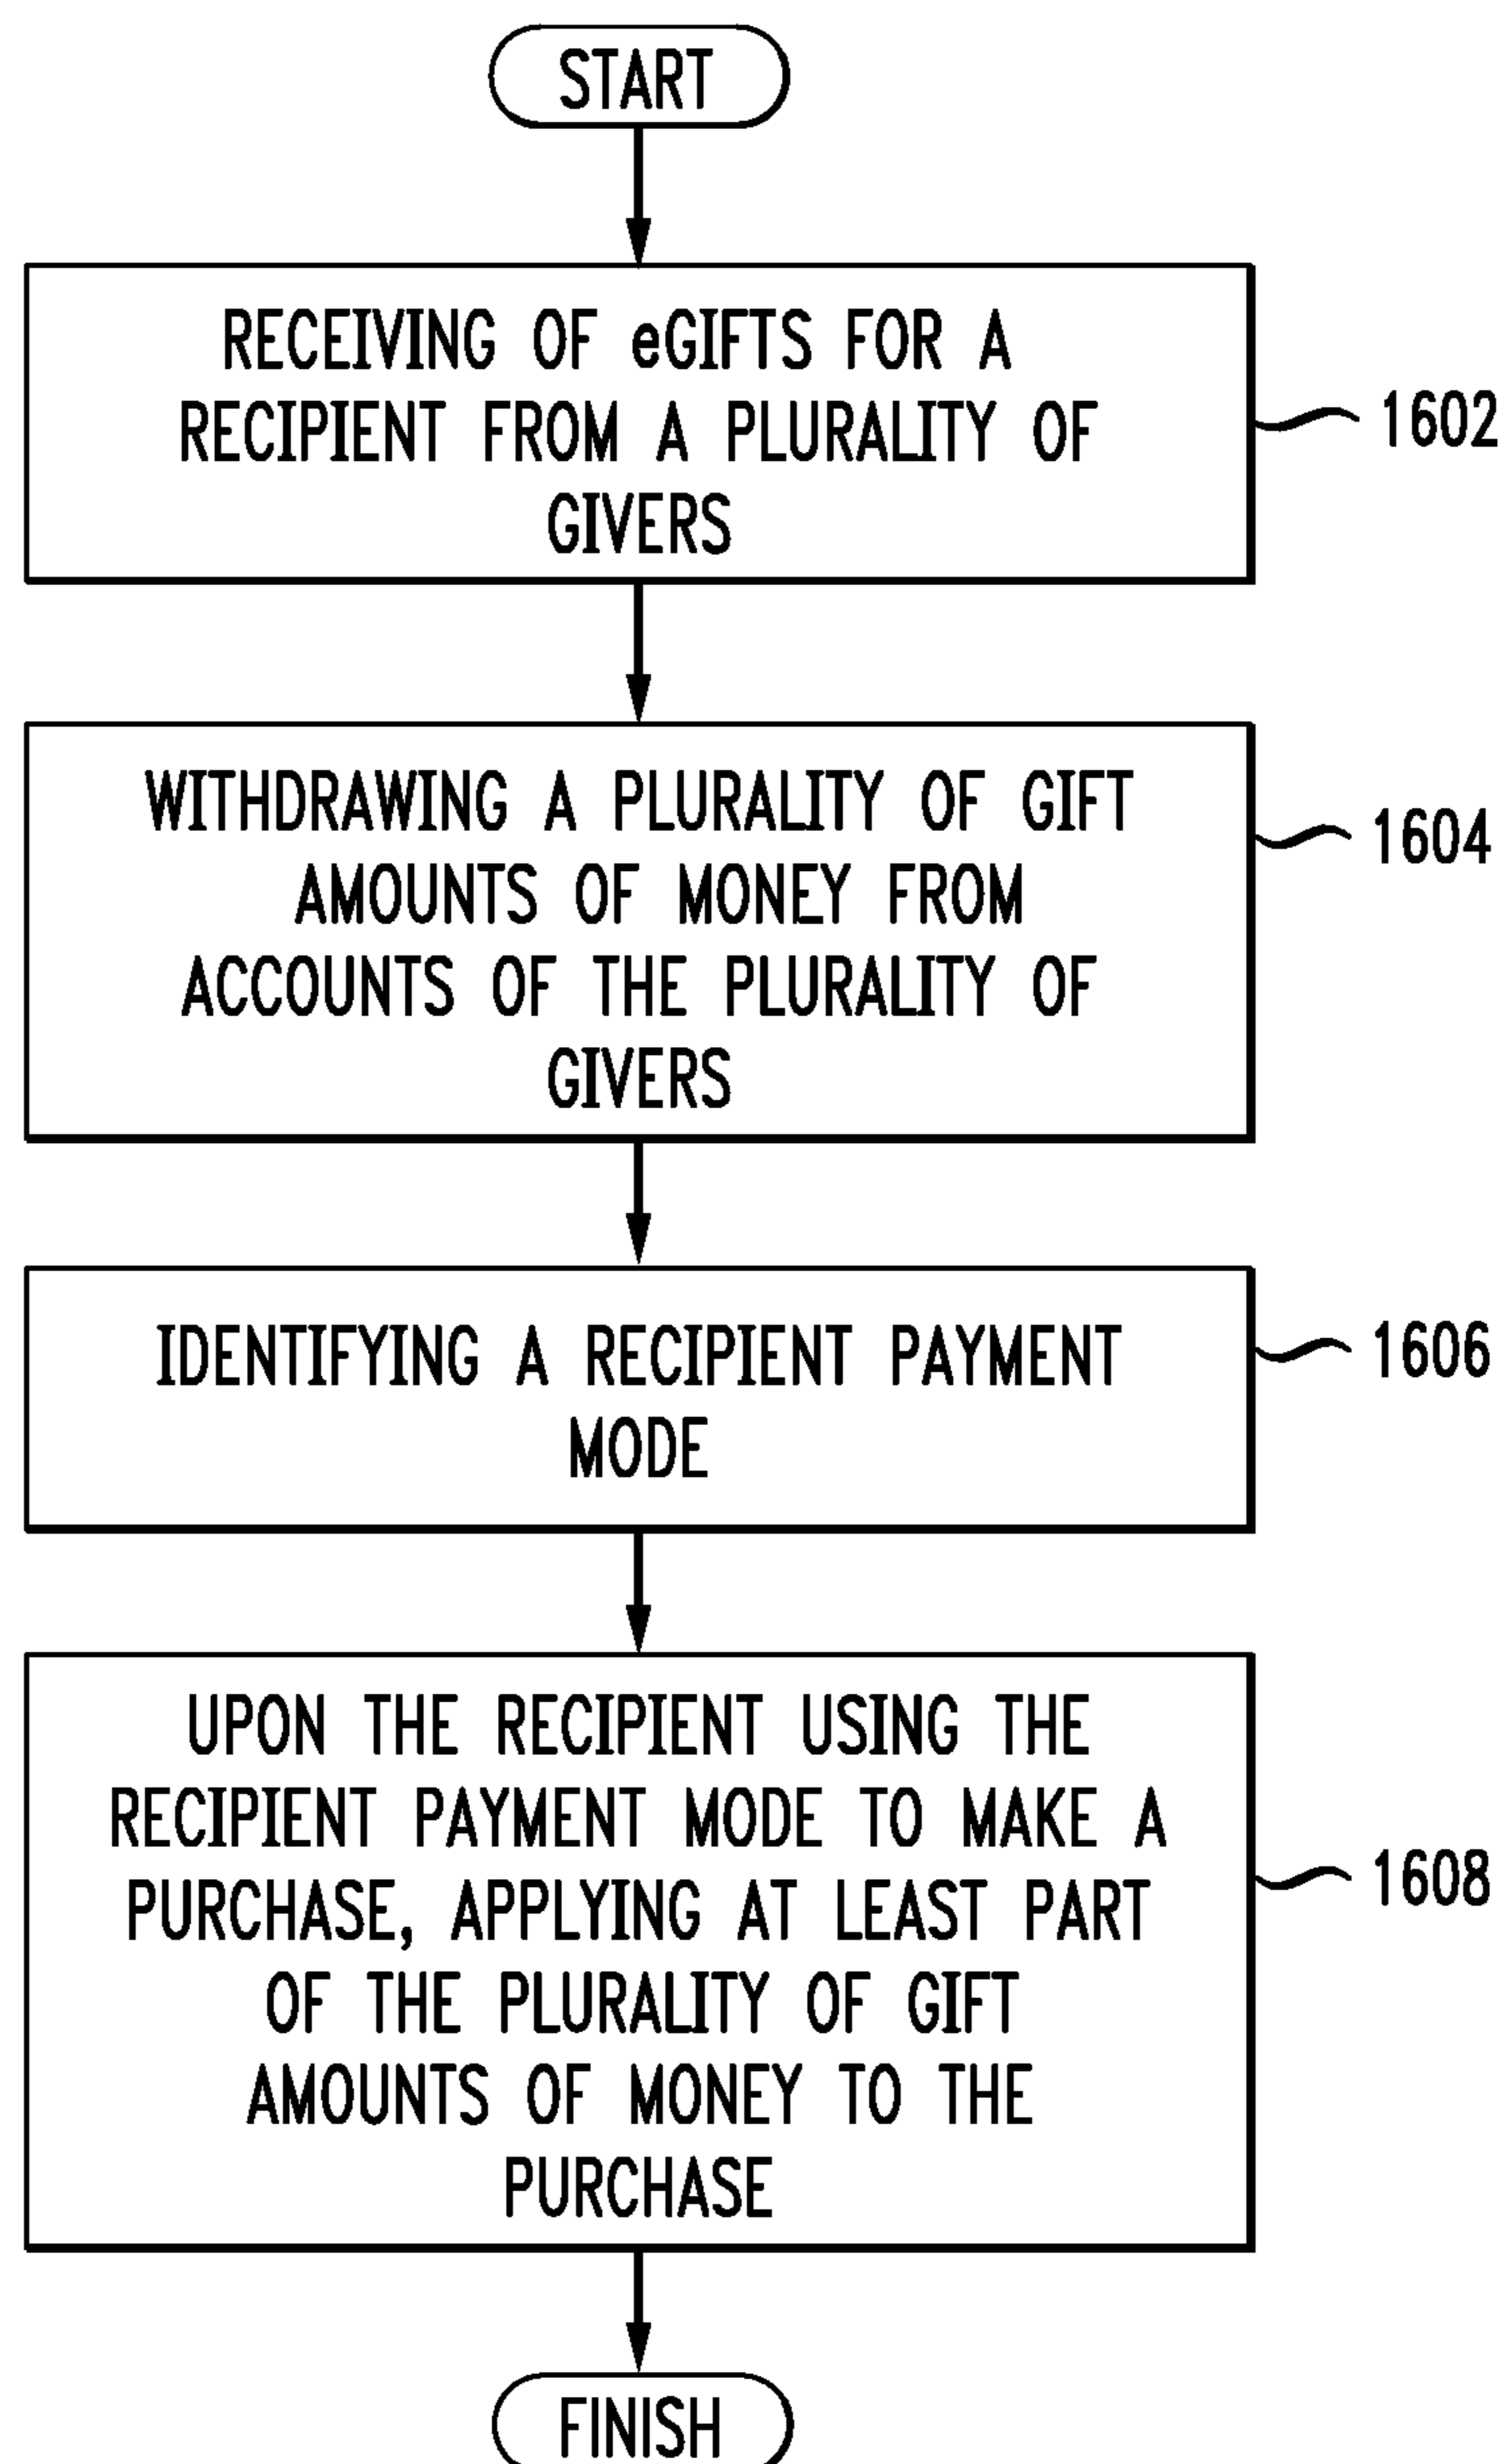 START
RECEIVING OF eGIFTS FOR A
RECIPIENT FROM A PLURALITY OF
GIVERS
1602
WITHDRAWING A PLURALITY OF GIFT
AMOUNTS OF MONEY FROM
ACCOUNTS OF THE PLURALITY OF
GIVERS
1604
IDENTIFYING A RECIPIENT PAYMENT
MODE
1606
UPON THE RECIPIENT USING THE
RECIPIENT PAYMENT MODE TO MAKE A
PURCHASE, APPLYING AT LEAST PART
OF THE PLURALITY OF GIFT
AMOUNTS OF MONEY TO THE
PURCHASE
1608
FINISH